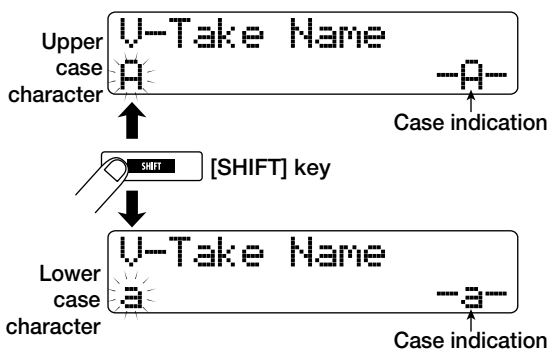 V-Take Name
Upper
case
character
A
-A-
Case indication
SHIFT
[SHIFT] key
V-Take Name
Lower
case
character
a
-a-
Case indication